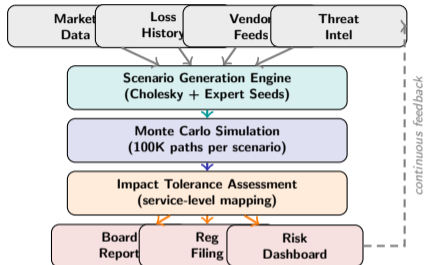 Market
Data
Loss
History
Vendor
Feeds
Threat
Intel
Scenario Generation Engine
(Cholesky + Expert Seeds)
Monte Carlo Simulation
(100K paths per scenario)
Impact Tolerance Assessment
(service-level mapping)
Board
Report
Reg
Filing
Risk
Dashboard
continuous feedback